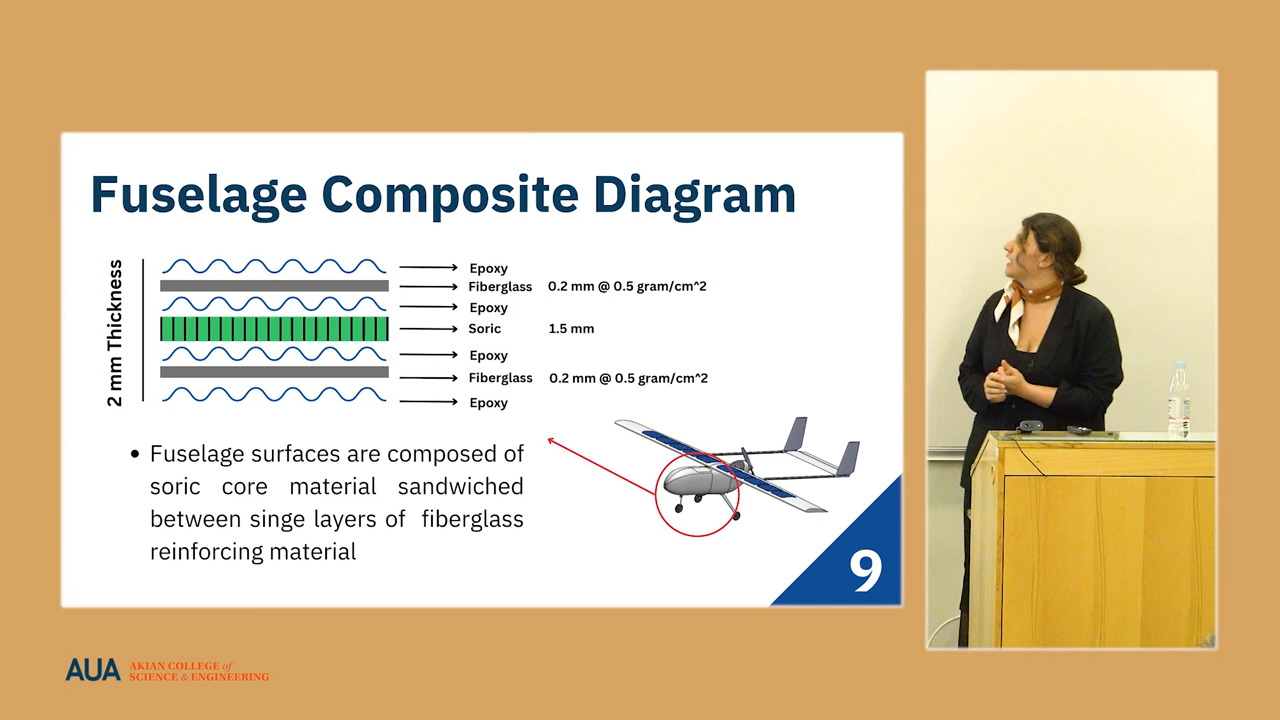 Fuselage Composite Diagram
2 mm Thickness
Epoxy
Fiberglass 0.2 mm @ 0.5 gram/cm^2
Epoxy
Soric 1.5 mm
Epoxy
Fiberglass 0.2 mm @ 0.5 gram/cm^2
Epoxy
• Fuselage surfaces are composed of
soric core material sandwiched
between singe layers of fiberglass
reinforcing material
9
AUA AKIAN COLLEGE of
SCIENCE & ENGINEERING